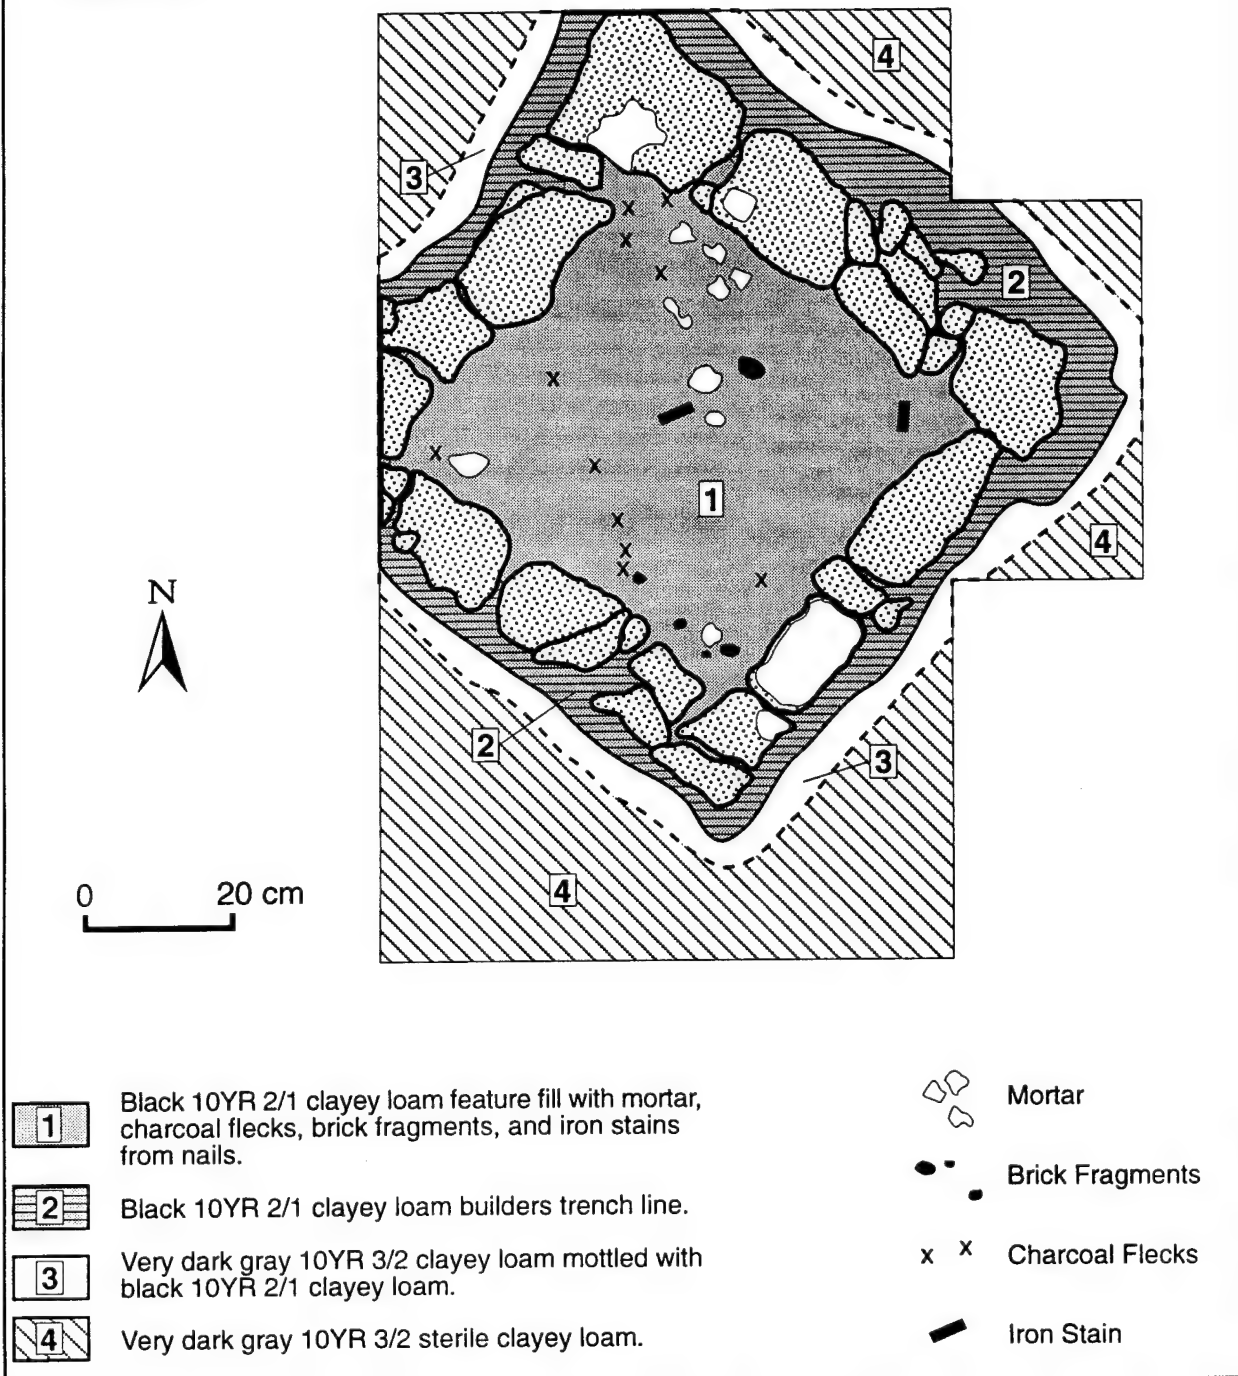 4
3
2
1
4
N
2
3
0 20 cm
4
1 Black 10YR 2/1 clayey loam feature fill with mortar,
charcoal flecks, brick fragments, and iron stains
from nails.
2 Black 10YR 2/1 clayey loam builders trench line.
3 Very dark gray 10YR 3/2 clayey loam mottled with
black 10YR 2/1 clayey loam.
4 Very dark gray 10YR 3/2 sterile clayey loam.
Mortar
Brick Fragments
x x Charcoal Flecks
Iron Stain